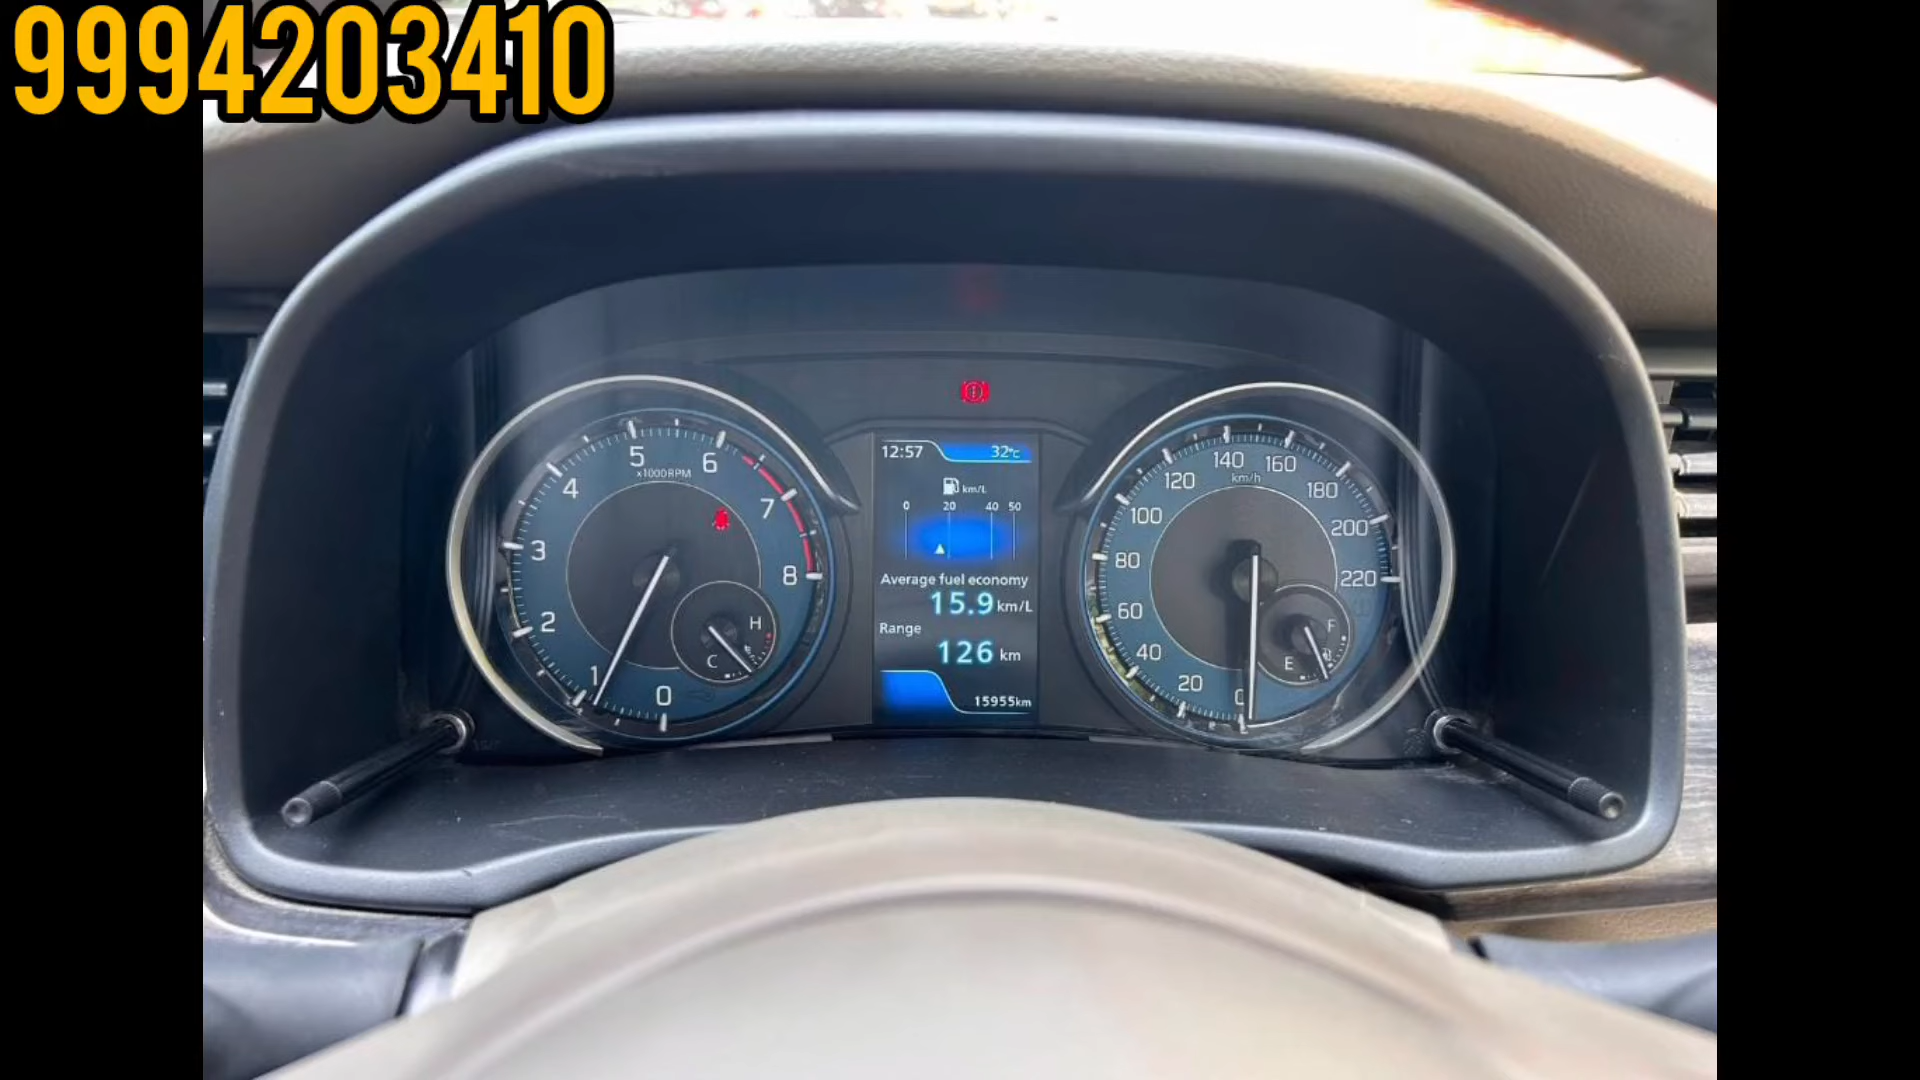 9994203410
12:57 32°C
km/L
0 20 40 50
Average fuel economy
15.9 km/L
Range
126 km
15955km
0 1 2 3 4 5 6 7 8
x1000RPM
C H
0 20 40 60 80 100 120 140 160 180 200 220
km/h
E F